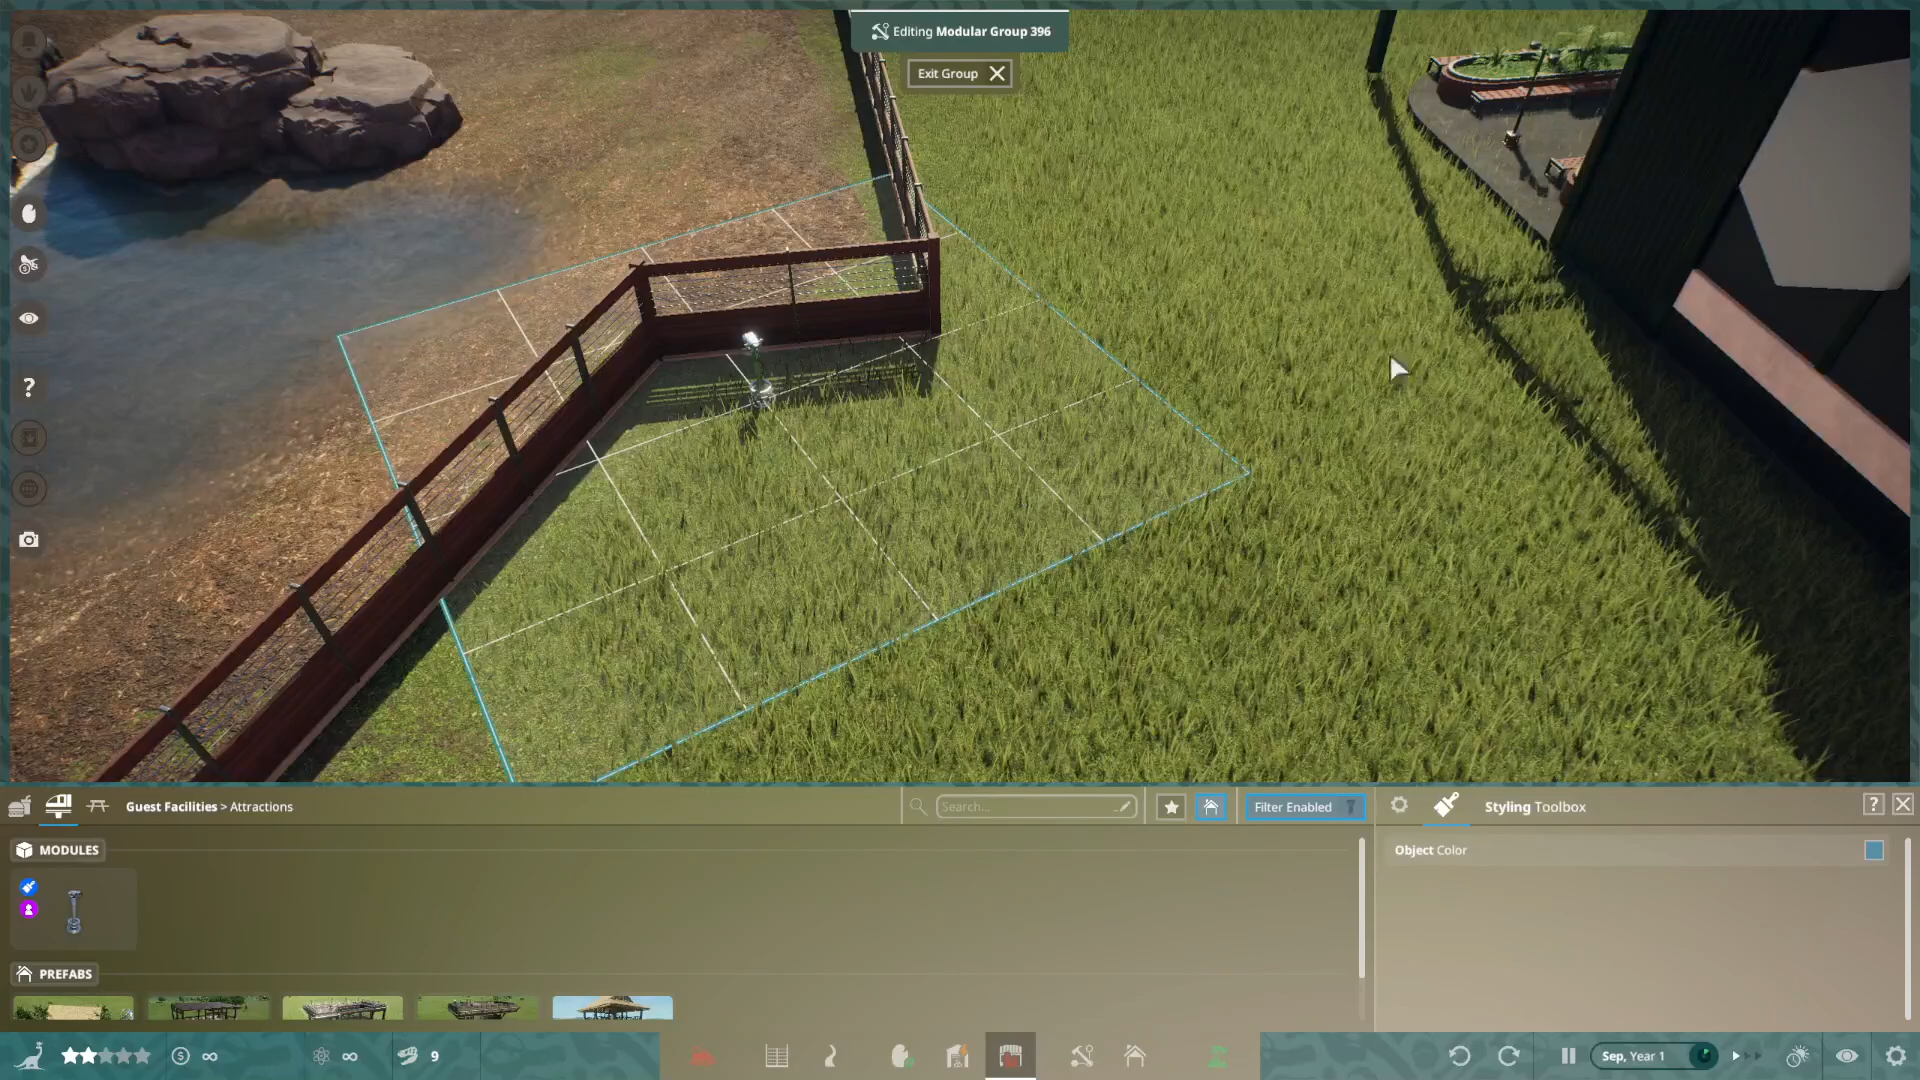 Editing Modular Group 396
Exit Group
?
Guest Facilities > Attractions
Search...
Filter Enabled
Styling Toolbox
?
MODULES
Object Color
PREFABS
∞
∞
9
Sep, Year 1